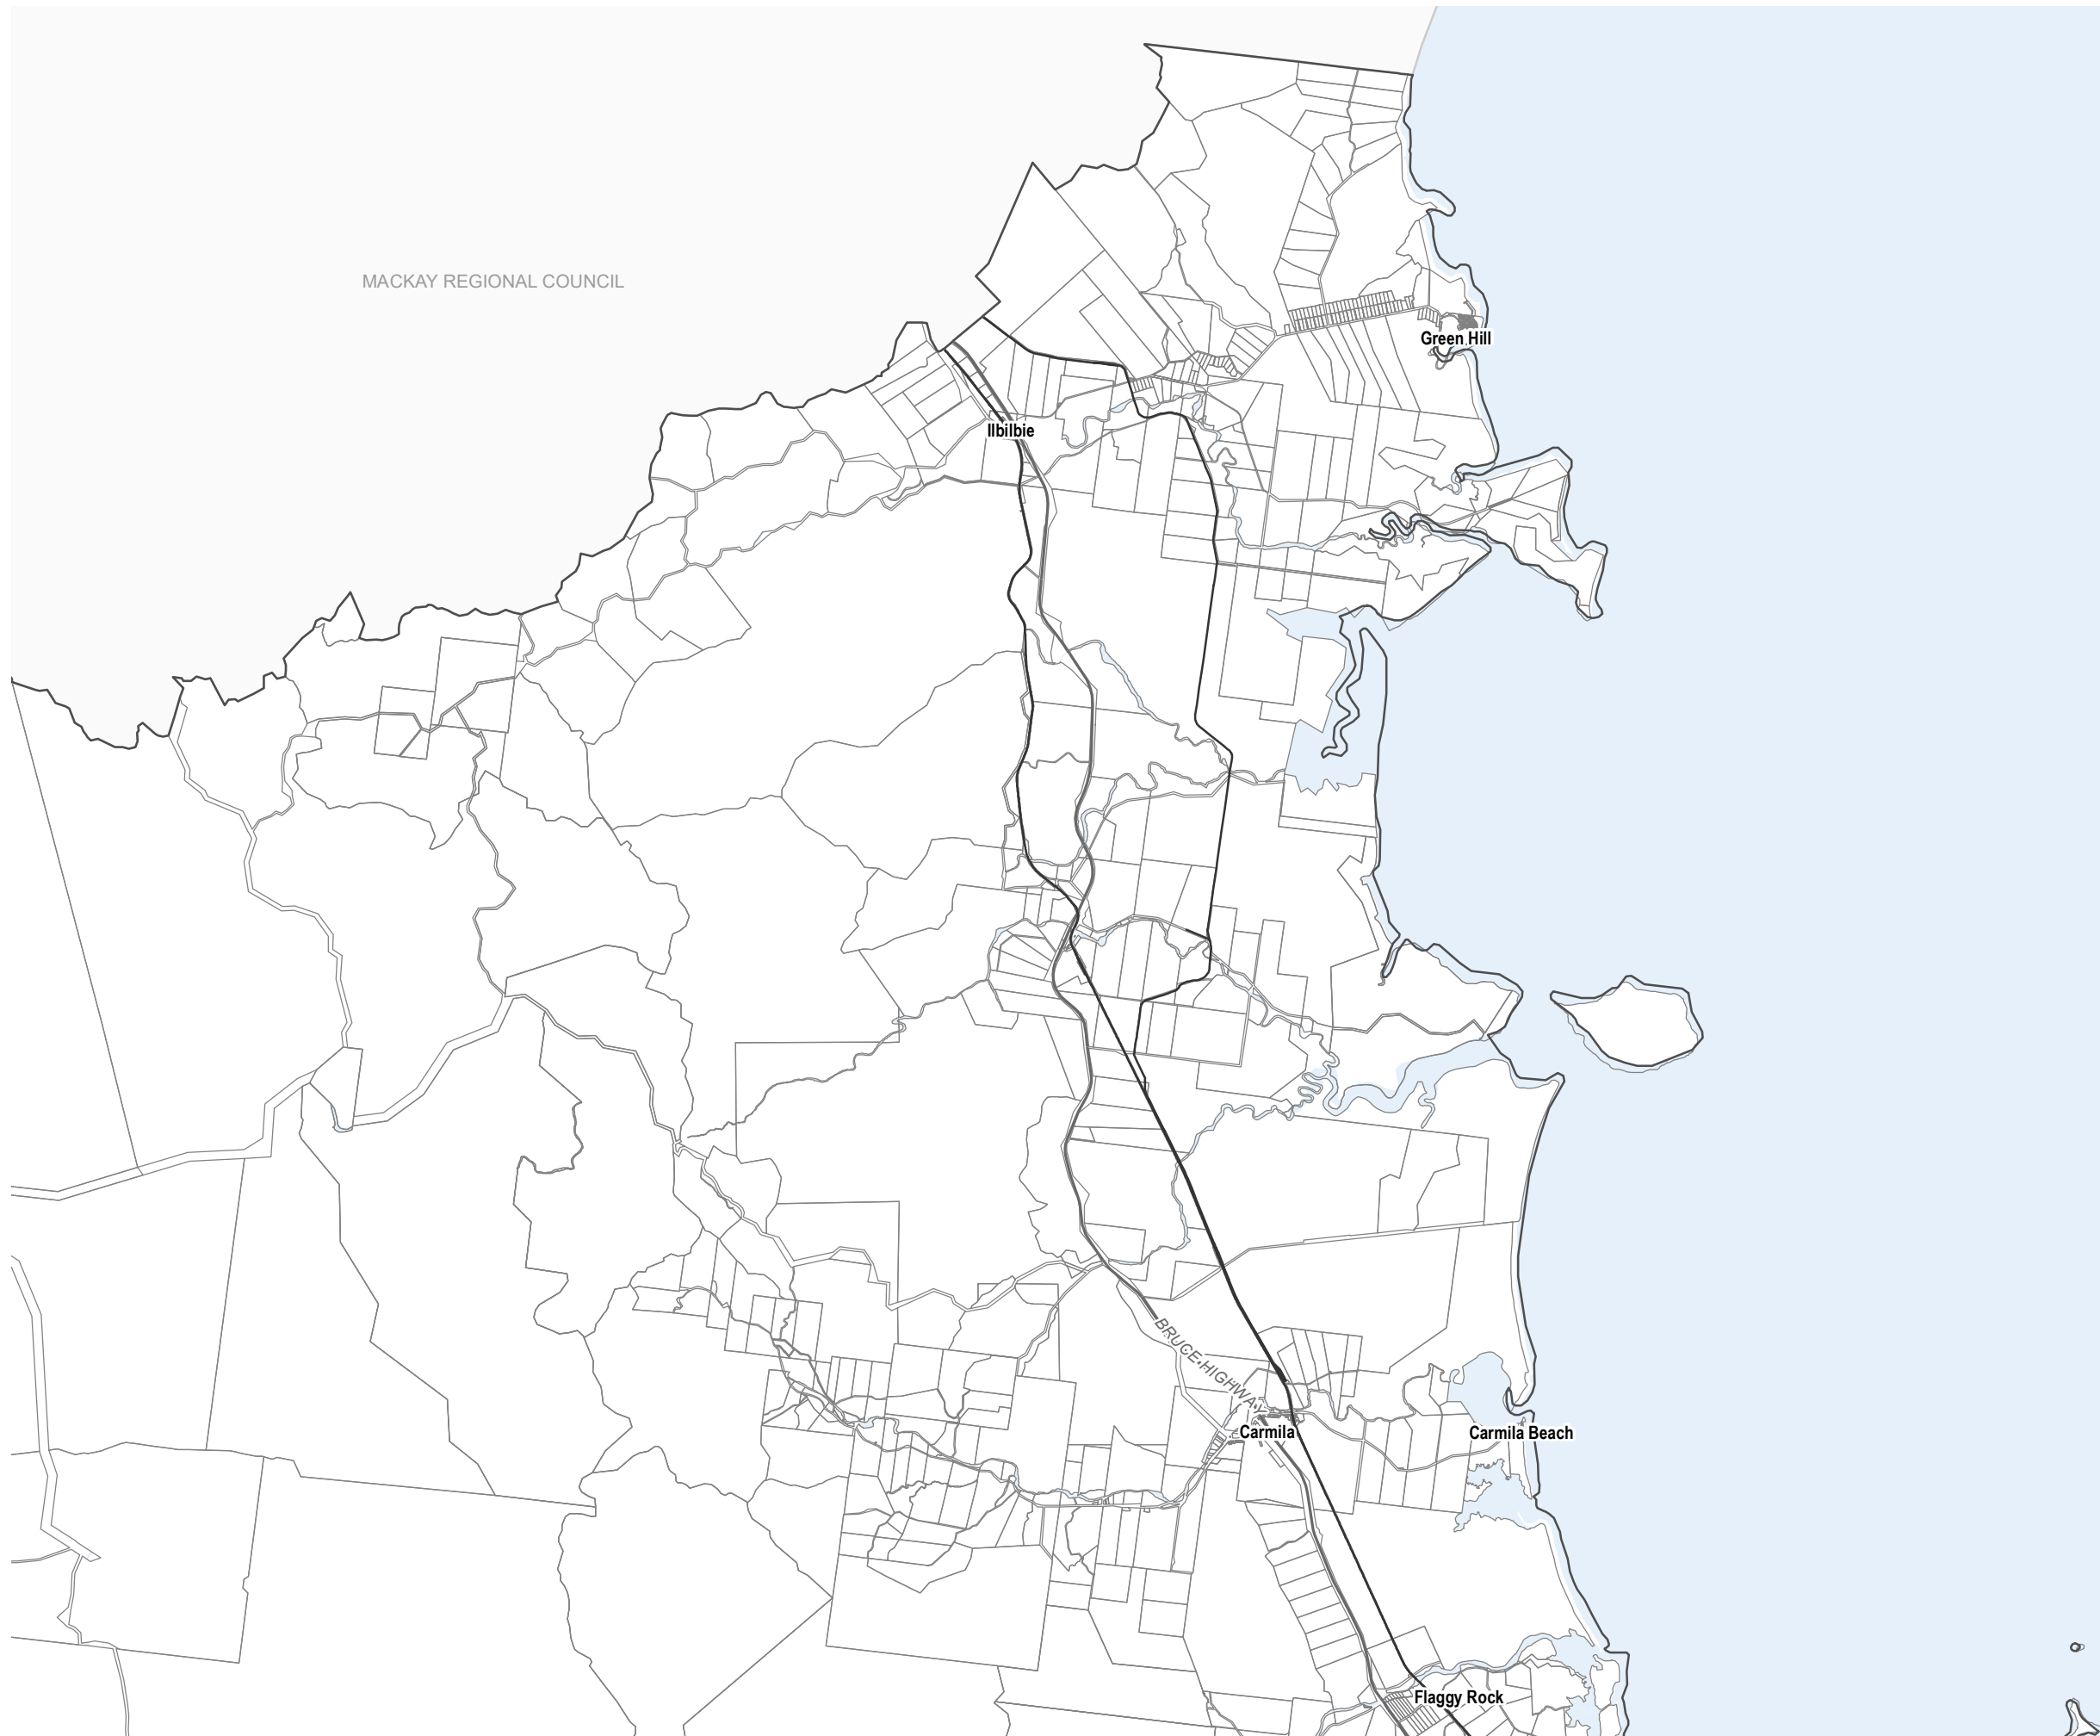 MACKAY REGIONAL COUNCIL
Green Hill
Ilbilbie
BRUCE HIGHWAY
Carmila
Carmila Beach
Flaggy Rock